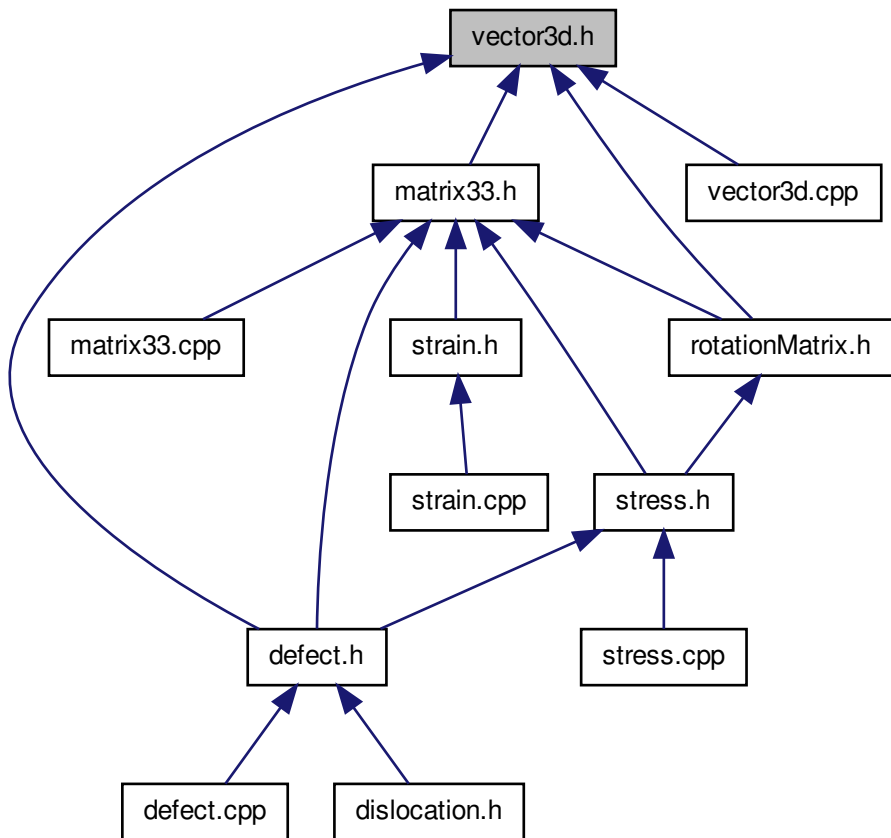 vector3d.h
matrix33.h
vector3d.cpp
matrix33.cpp
strain.h
rotationMatrix.h
strain.cpp
stress.h
defect.h
stress.cpp
defect.cpp
dislocation.h